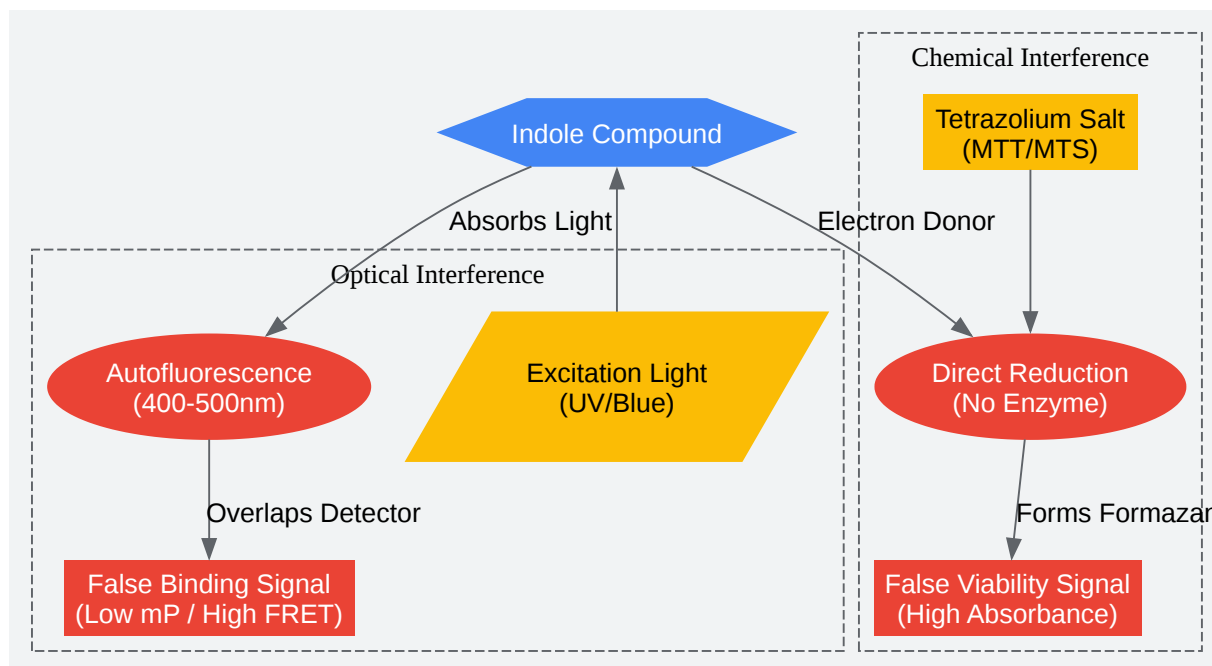 Chemical Interference
Tetrazolium Salt
(MTT/MTS)
Indole Compound
Absorbs Light
Electron Donor
Optical Interference
Autofluorescence
(400-500nm)
Excitation Light
(UV/Blue)
Direct Reduction
(No Enzyme)
Overlaps Detector
Forms Formazan
False Binding Signal
(Low mP / High FRET)
False Viability Signal
(High Absorbance)